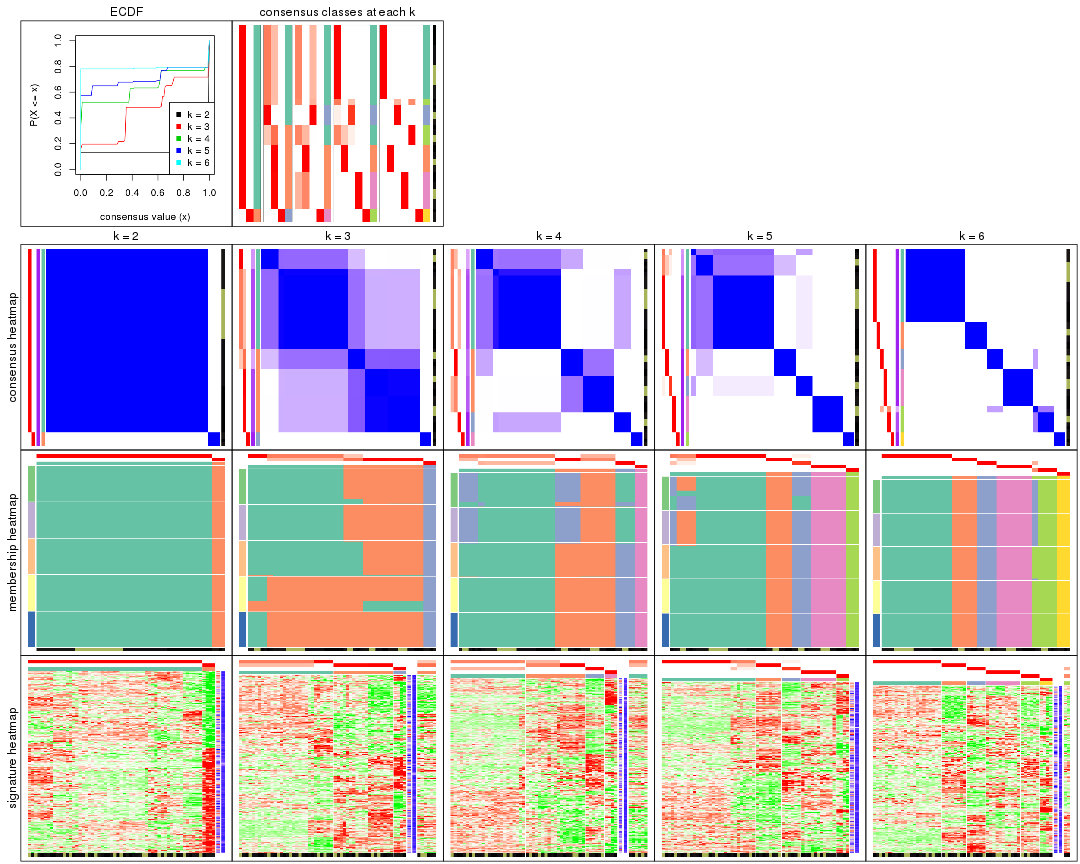 ECDF
consensus classes at each k
P(X <= x)
1.0
0.8
0.6
0.4
0.2
0.0
k = 2
k = 3
k = 4
k = 5
k = 6
0.0 0.2 0.4 0.6 0.8 1.0
consensus value (x)
k = 2
k = 3
k = 4
k = 5
k = 6
consensus heatmap
membership heatmap
signature heatmap